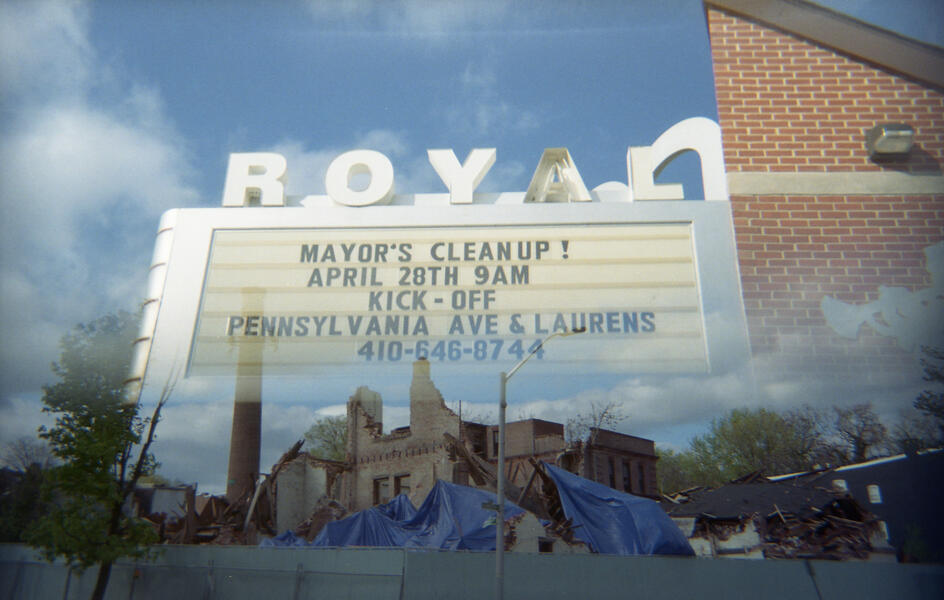 ROYAL
MAYOR'S CLEANUP!
APRIL 28TH 9AM
KICK-OFF
PENNSYLVANIA AVE & LAURENS
410-646-8744